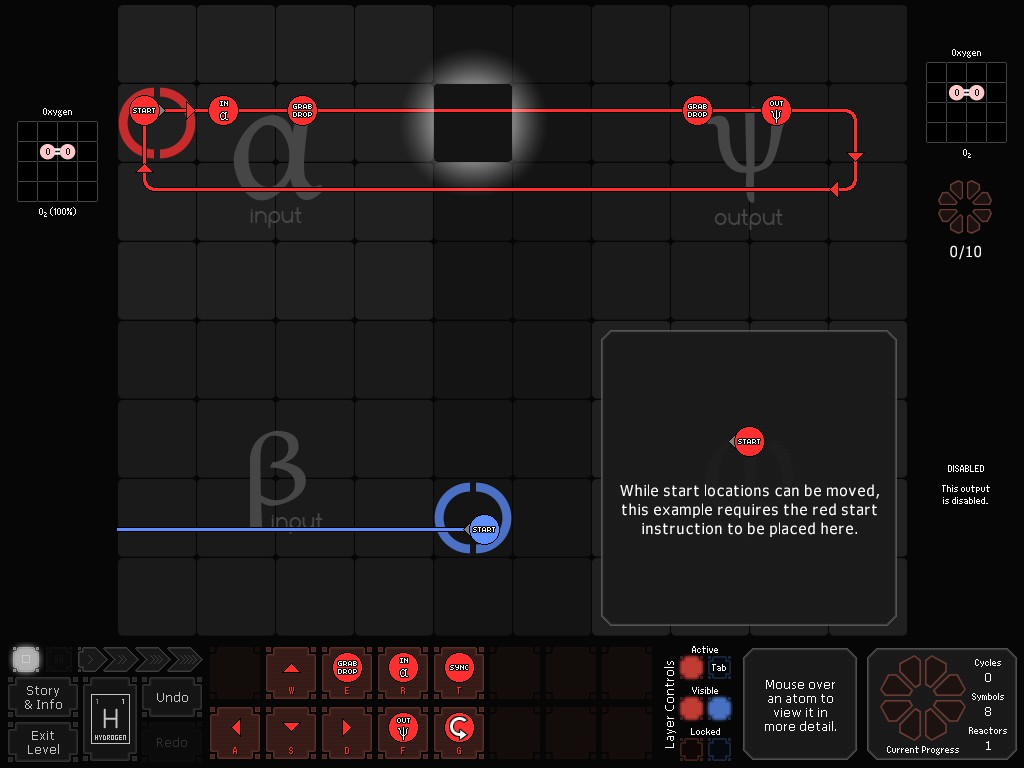 Oxygen
O=O
O₂ (100%)
START
IN
α
GRAB
DROP
GRAB
DROP
OUT
Ψ
α
input
Ψ
output
Oxygen
O=O
O₂
0/10
β
input
START
START
While start locations can be moved,
this example requires the red start
instruction to be placed here.
DISABLED
This output
is disabled.
Story
& Info
Exit
Level
1 1
H
HYDROGEN
Undo
Redo
W
GRAB
DROP
E
IN
α
R
SYNC
T
A
S
D
OUT
Ψ
F
G
Layer Controls
Active
Tab
Visible
Locked
Mouse over
an atom to
view it in
more detail.
Cycles
0
Symbols
8
Reactors
1
Current Progress